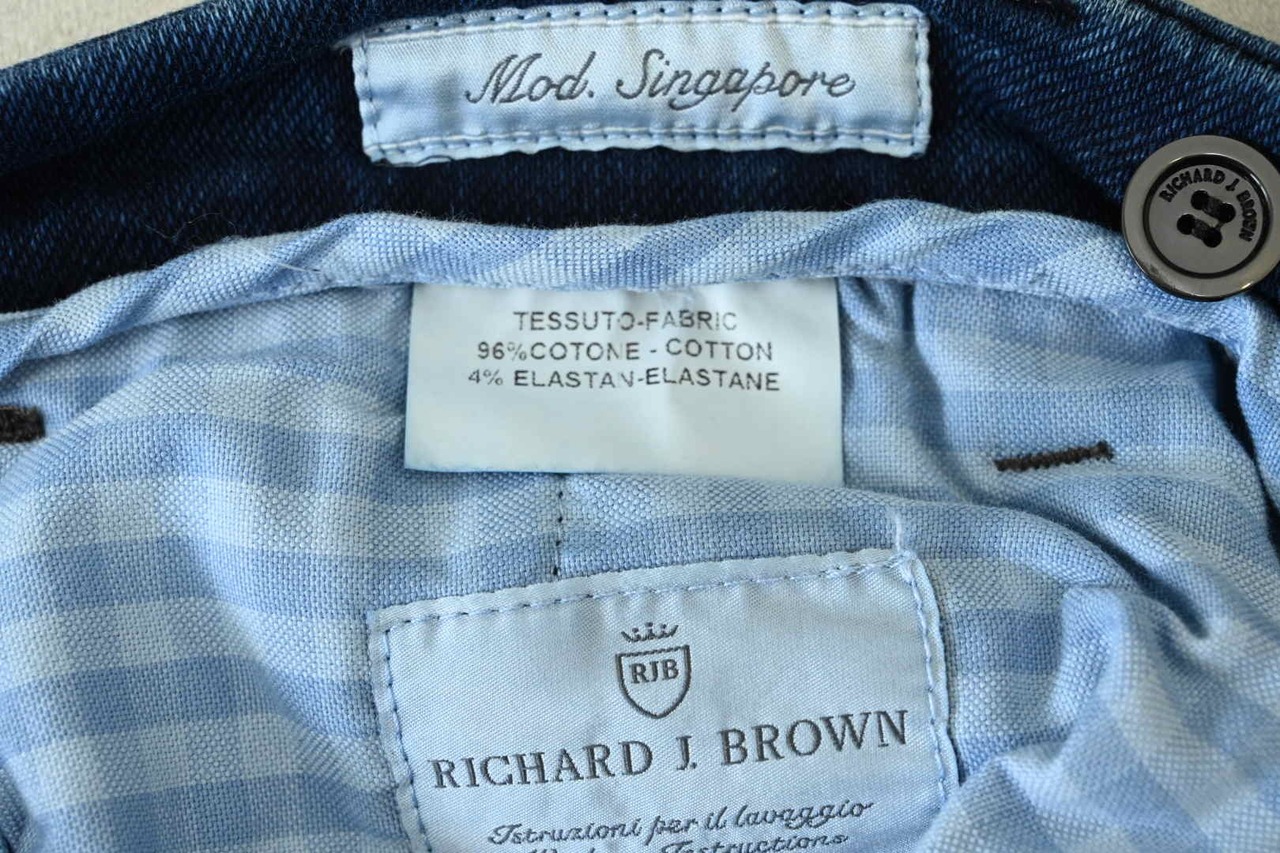 Mod. Singapore
RICHARD J. BROWN
TESSUTO-FABRIC
96%COTONE - COTTON
4% ELASTAN-ELASTANE
RJB
RICHARD J. BROWN
Istruzioni per il lavaggio
Instructions